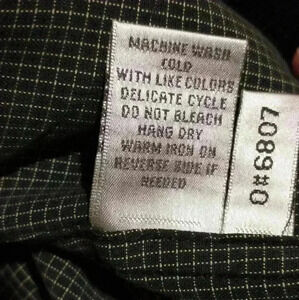 MACHINE WASH
COLD
WITH LIKE COLORS
DELICATE CYCLE
DO NOT BLEACH
HANG DRY
WARM IRON ON
REVERSE SIDE IF
NEEDED
O#6807